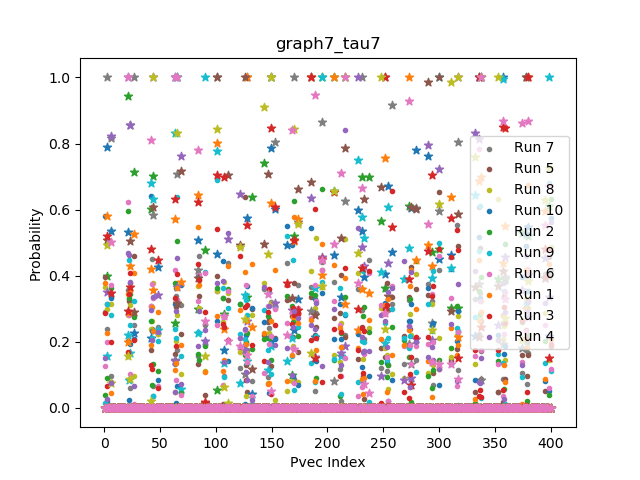 graph7_tau7
Probability
1.0
0.8
0.6
0.4
0.2
0.0
0
50
100
150
200
250
300
350
400
Pvec Index
Run 7
Run 5
Run 8
Run 10
Run 2
Run 9
Run 6
Run 1
Run 3
Run 4